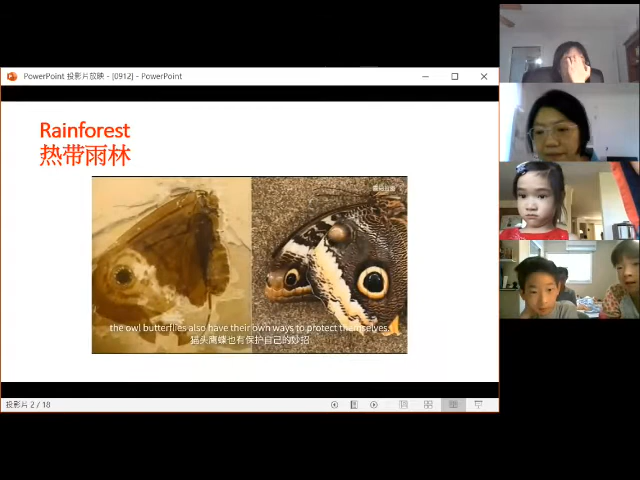 PowerPoint 投影片放映 - [0912] - PowerPoint
Rainforest
热带雨林
the owl butterflies also have their own ways to protect themselves,
猫头鹰蝶也有保护自己的妙招
投影片 2 / 18